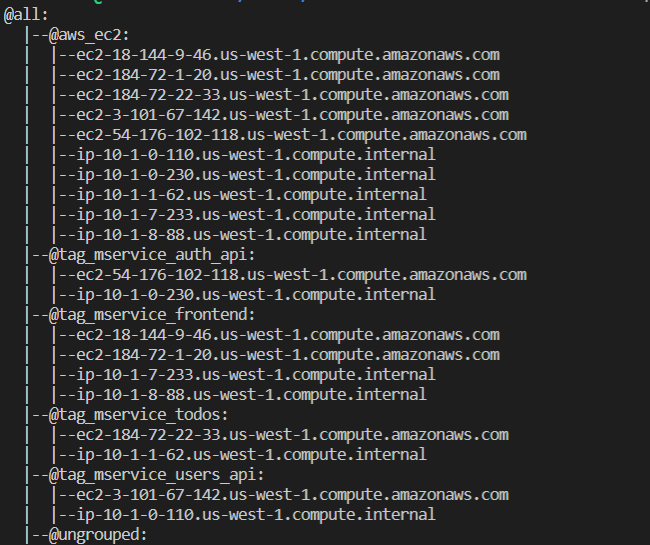 @all:
  |--@aws_ec2:
  |  |--ec2-18-144-9-46.us-west-1.compute.amazonaws.com
  |  |--ec2-184-72-1-20.us-west-1.compute.amazonaws.com
  |  |--ec2-184-72-22-33.us-west-1.compute.amazonaws.com
  |  |--ec2-3-101-67-142.us-west-1.compute.amazonaws.com
  |  |--ec2-54-176-102-118.us-west-1.compute.amazonaws.com
  |  |--ip-10-1-0-110.us-west-1.compute.internal
  |  |--ip-10-1-0-230.us-west-1.compute.internal
  |  |--ip-10-1-1-62.us-west-1.compute.internal
  |  |--ip-10-1-7-233.us-west-1.compute.internal
  |  |--ip-10-1-8-88.us-west-1.compute.internal
  |--@tag_mservice_auth_api:
  |  |--ec2-54-176-102-118.us-west-1.compute.amazonaws.com
  |  |--ip-10-1-0-230.us-west-1.compute.internal
  |--@tag_mservice_frontend:
  |  |--ec2-18-144-9-46.us-west-1.compute.amazonaws.com
  |  |--ec2-184-72-1-20.us-west-1.compute.amazonaws.com
  |  |--ip-10-1-7-233.us-west-1.compute.internal
  |  |--ip-10-1-8-88.us-west-1.compute.internal
  |--@tag_mservice_todos:
  |  |--ec2-184-72-22-33.us-west-1.compute.amazonaws.com
  |  |--ip-10-1-1-62.us-west-1.compute.internal
  |--@tag_mservice_users_api:
  |  |--ec2-3-101-67-142.us-west-1.compute.amazonaws.com
  |  |--ip-10-1-0-110.us-west-1.compute.internal
  |--@ungrouped: